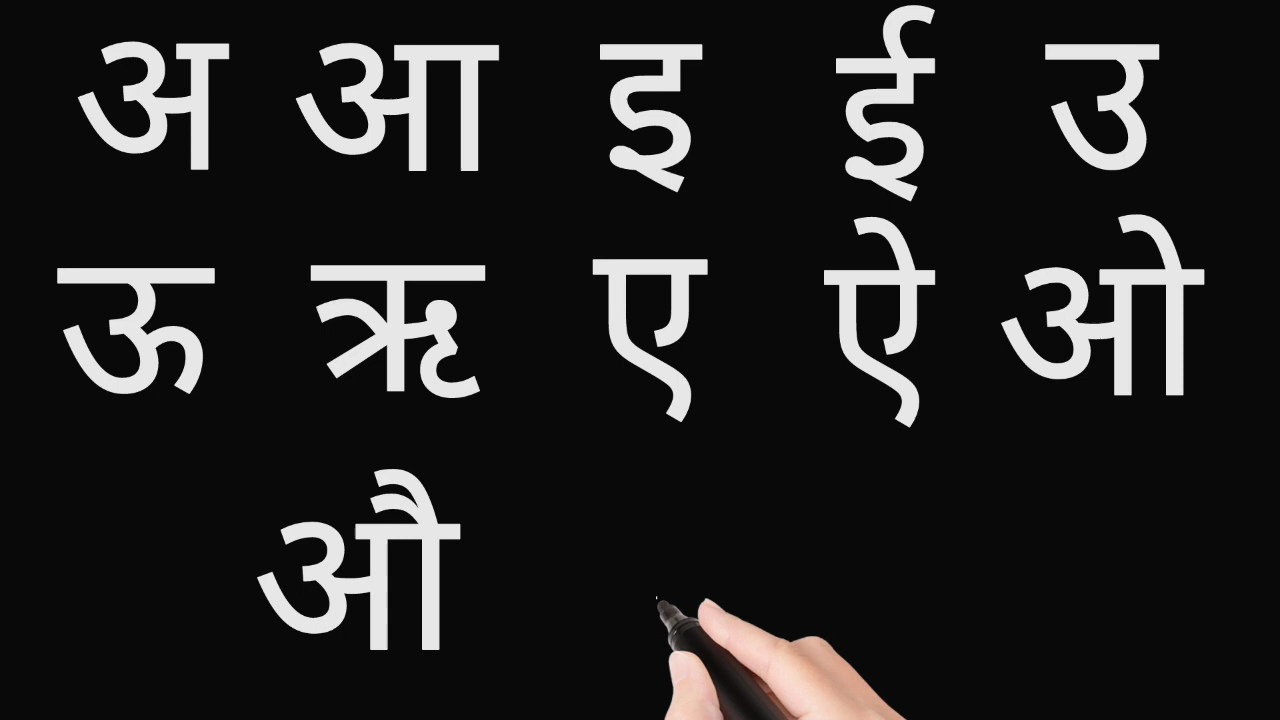 अ आ इ ई उ
ऊ ऋ ए ऐ ओ
औ